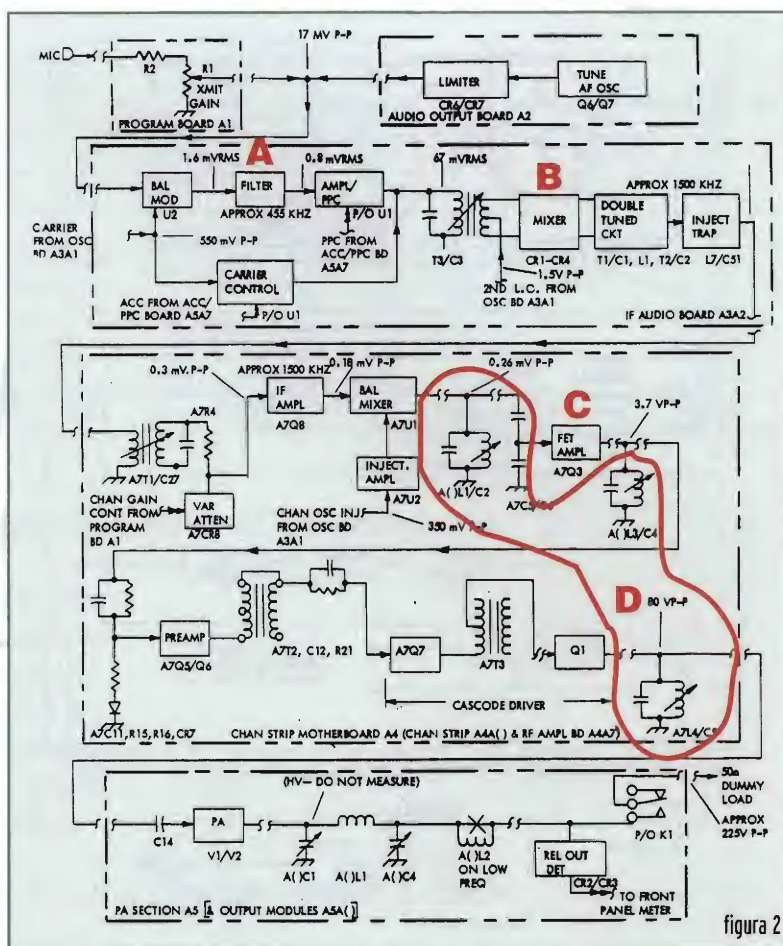 17 MV P-P
MIC
R2
R1
XMIT
GAIN
PROGRAM BOARD A1
LIMITER
CR6/CR7
TUNE
AF OSC
Q6/Q7
AUDIO OUTPUT BOARD A2
1.6 mVRMS
A
0.8 mVRMS
67 mVRMS
B
APPROX 1500 KHZ
BAL
MOD
U2
FILTER
APPROX 455 KHZ
AMPL/
PPC
P/O U1
MIXER
CR1-CR4
DOUBLE
TUNED
CKT
T1/C1, L1, T2/C2
INJECT
TRAP
L7/C51
CARRIER
FROM OSC
BD A3A1
550 mV P-P
PPC FROM
ACC/PPC BD
A5A7
T3/C3
1.5V P-P
2ND L.C. FROM
OSC BD A3A1
CARRIER
CONTROL
ACC FROM ACC/
PPC BOARD A5A7
P/O U1
IF AUDIO BOARD A3A2
0.3 mV P-P
APPROX 1500 KHZ
0.18 mV P-P
0.26 mV P-P
A7R4
IF
AMPL
A7Q8
BAL
MIXER
A7U1
C
FET
AMPL
A7Q3
3.7 VP-P
A7T1/C27
A( )L1/C2
INJECT.
AMPL
A7U2
A( )L3/C4
CHAN GAIN
CONT FROM
PROGRAM
BD A1
VAR
ATTEN
A7CR8
CHAN OSC INJ
FROM OSC BD
A3A1
350 mV P-P
D
80 VP-P
PREAMP
A7Q5/Q6
A7T2, C12, R21
A7Q7
A7T3
Q1
CASCODE DRIVER
A7C11, R15, R16, CR7
CHAN STRIP MOTHERBOARD A4 (CHAN STRIP A4A( ) & RF AMPL BD A4A7)
(HV- DO NOT MEASURE)
50Ω
DUMMY
LOAD
APPROX
225V P-P
C14
PA
V1/V2
A( )C1
A( )L1
A( )C4
A( )L2
ON LOW
FREQ
REL OUT
DET
CR2/CR3
P/O K1
TO FRONT
PANEL METER
PA SECTION A5 [& OUTPUT MODULES A5A( )]
figura 2